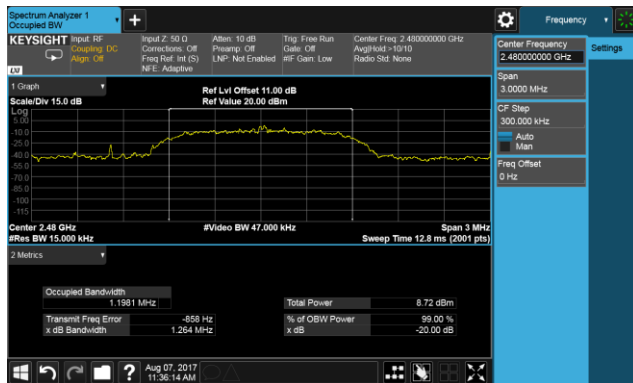 Spectrum Analyzer 1
Occupied BW
+
Frequency
KEYSIGHT
Input: RF
Coupling: DC
Align: Off
Input Z: 50 Ω
Corrections: Off
Freq Ref: Int (S)
NFE: Adaptive
Atten: 10 dB
Preamp: Off
LNP: Not Enabled
Trig: Free Run
Gate: Off
#IF Gain: Low
Center Freq: 2.480000000 GHz
Avg|Hold:>10/10
Radio Std: None
LXI
Center Frequency
2.480000000 GHz
Settings
Span
3.0000 MHz
CF Step
300.000 kHz
Auto
Man
Freq Offset
0 Hz
1 Graph
Scale/Div 15.0 dB
Ref Lvl Offset 11.00 dB
Ref Value 20.00 dBm
Log
5.00
-10.0
-25.0
-40.0
-55.0
-70.0
-85.0
-100
-115
Center 2.48 GHz
#Video BW 47.000 kHz
Span 3 MHz
#Res BW 15.000 kHz
Sweep Time 12.8 ms (2001 pts)
2 Metrics
Occupied Bandwidth
1.1981 MHz
Total Power 8.72 dBm
Transmit Freq Error -858 Hz
% of OBW Power 99.00 %
x dB Bandwidth 1.264 MHz
x dB -20.00 dB
?
Aug 07, 2017
11:36:14 AM